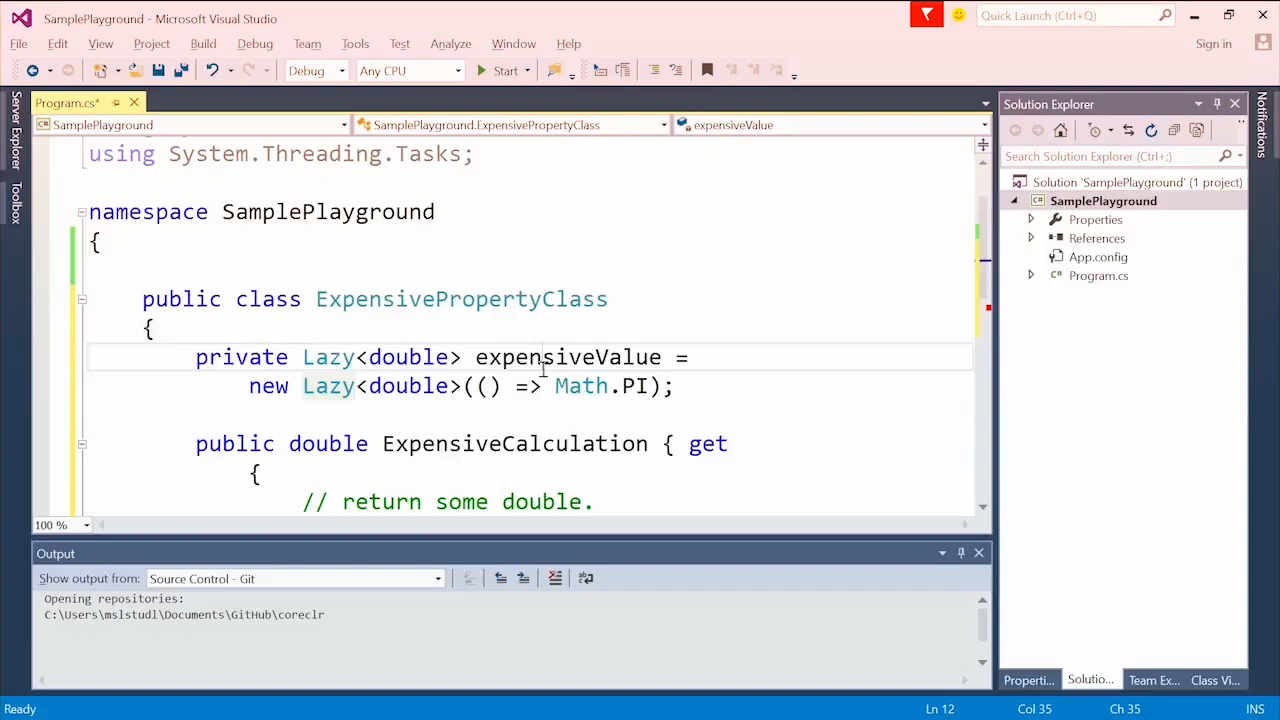 SamplePlayground - Microsoft Visual Studio
Quick Launch (Ctrl+Q)
File Edit View Project Build Debug Team Tools Test Analyze Window Help
Sign in
Debug Any CPU Start
Server Explorer
Toolbox
Program.cs*
SamplePlayground SamplePlayground.ExpensivePropertyClass expensiveValue
using System.Threading.Tasks;
namespace SamplePlayground
{
public class ExpensivePropertyClass
{
private Lazy<double> expensiveValue =
new Lazy<double>(() => Math.PI);
public double ExpensiveCalculation { get
{
// return some double.
100 %
Output
Show output from: Source Control - Git
Opening repositories:
C:\Users\mslstudl\Documents\GitHub\coreclr
Solution Explorer
Search Solution Explorer (Ctrl+;)
Solution 'SamplePlayground' (1 project)
SamplePlayground
Properties
References
App.config
C# Program.cs
Properti... Solutio... Team Ex... Class Vi...
Notifications
Ready Ln 12 Col 35 Ch 35 INS